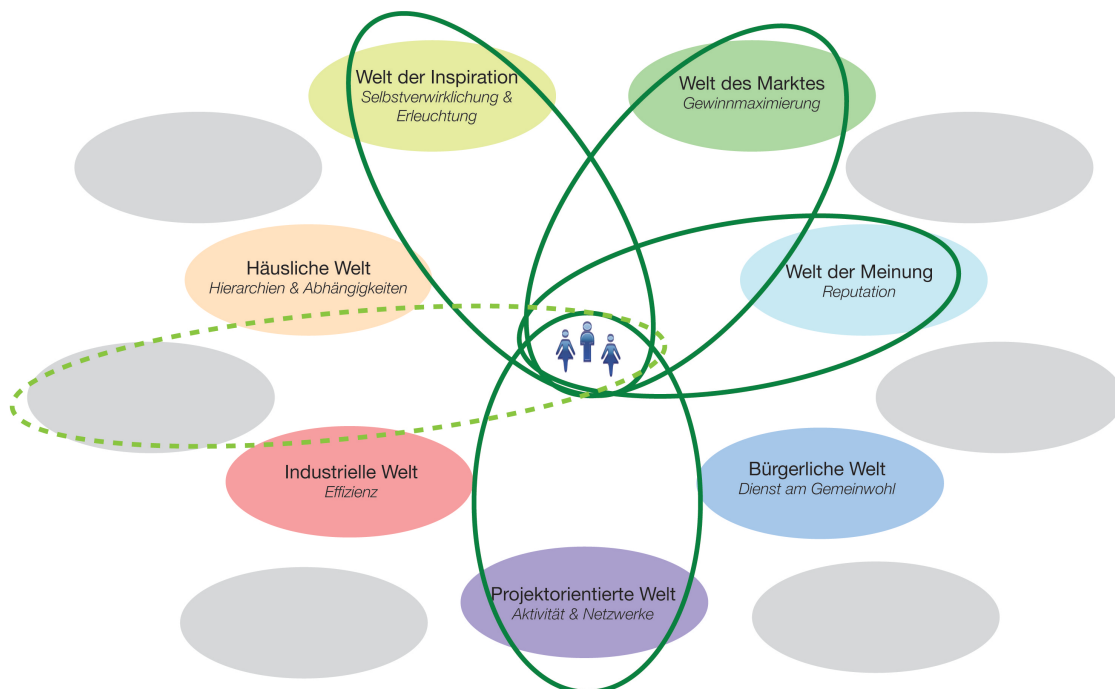 Welt der Inspiration
Selbstverwirklichung &
Erleuchtung
Welt des Marktes
Gewinnmaximierung
Häusliche Welt
Hierarchien & Abhängigkeiten
Welt der Meinung
Reputation
Industrielle Welt
Effizienz
Bürgerliche Welt
Dienst am Gemeinwohl
Projektorientierte Welt
Aktivität & Netzwerke